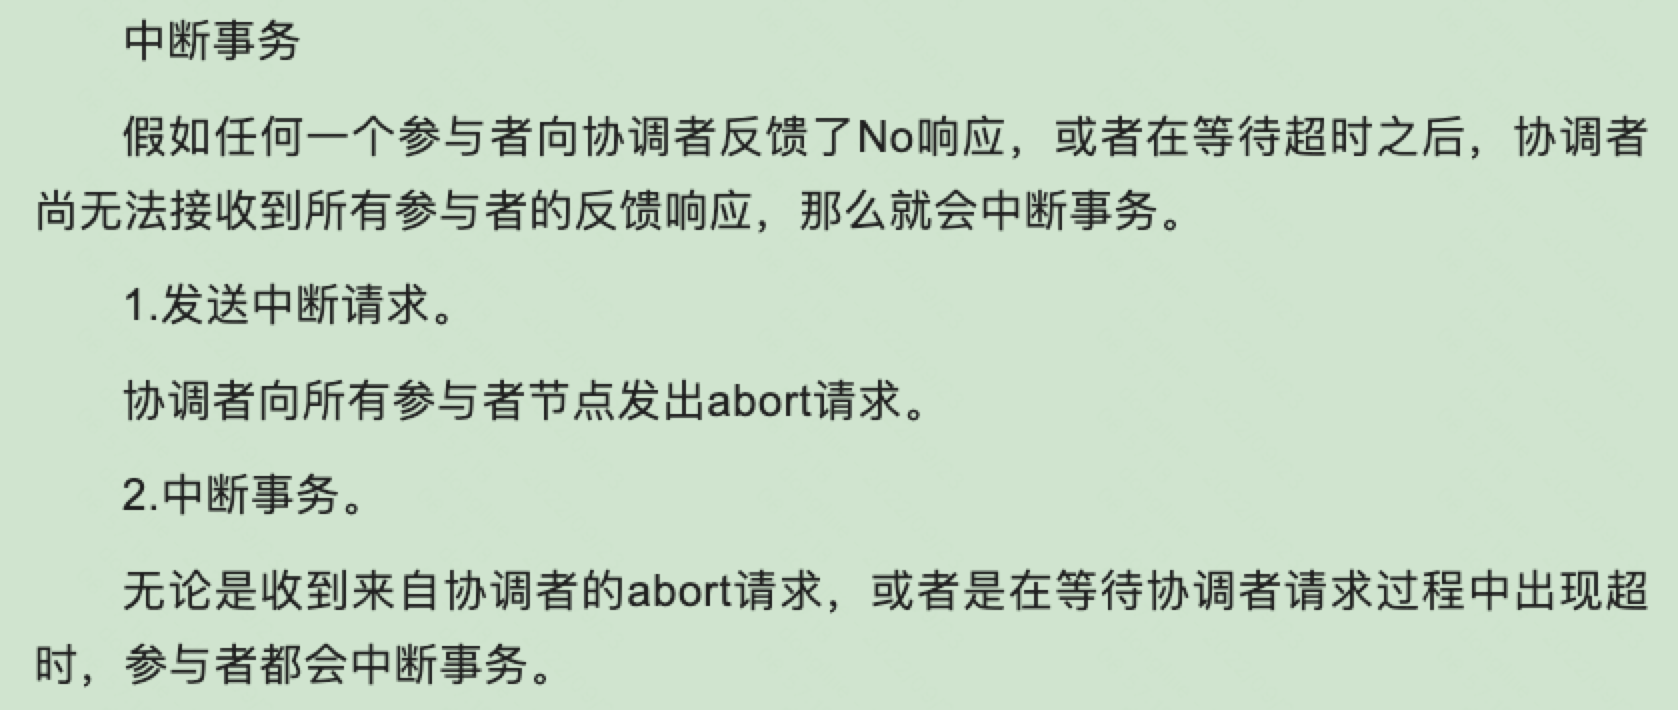 中断事务
假如任何一个参与者向协调者反馈了No响应，或者在等待超时之后，协调者
尚无法接收到所有参与者的反馈响应，那么就会中断事务。
1.发送中断请求。
协调者向所有参与者节点发出abort请求。
2.中断事务。
无论是收到来自协调者的abort请求，或者是在等待协调者请求过程中出现超
时，参与者都会中断事务。